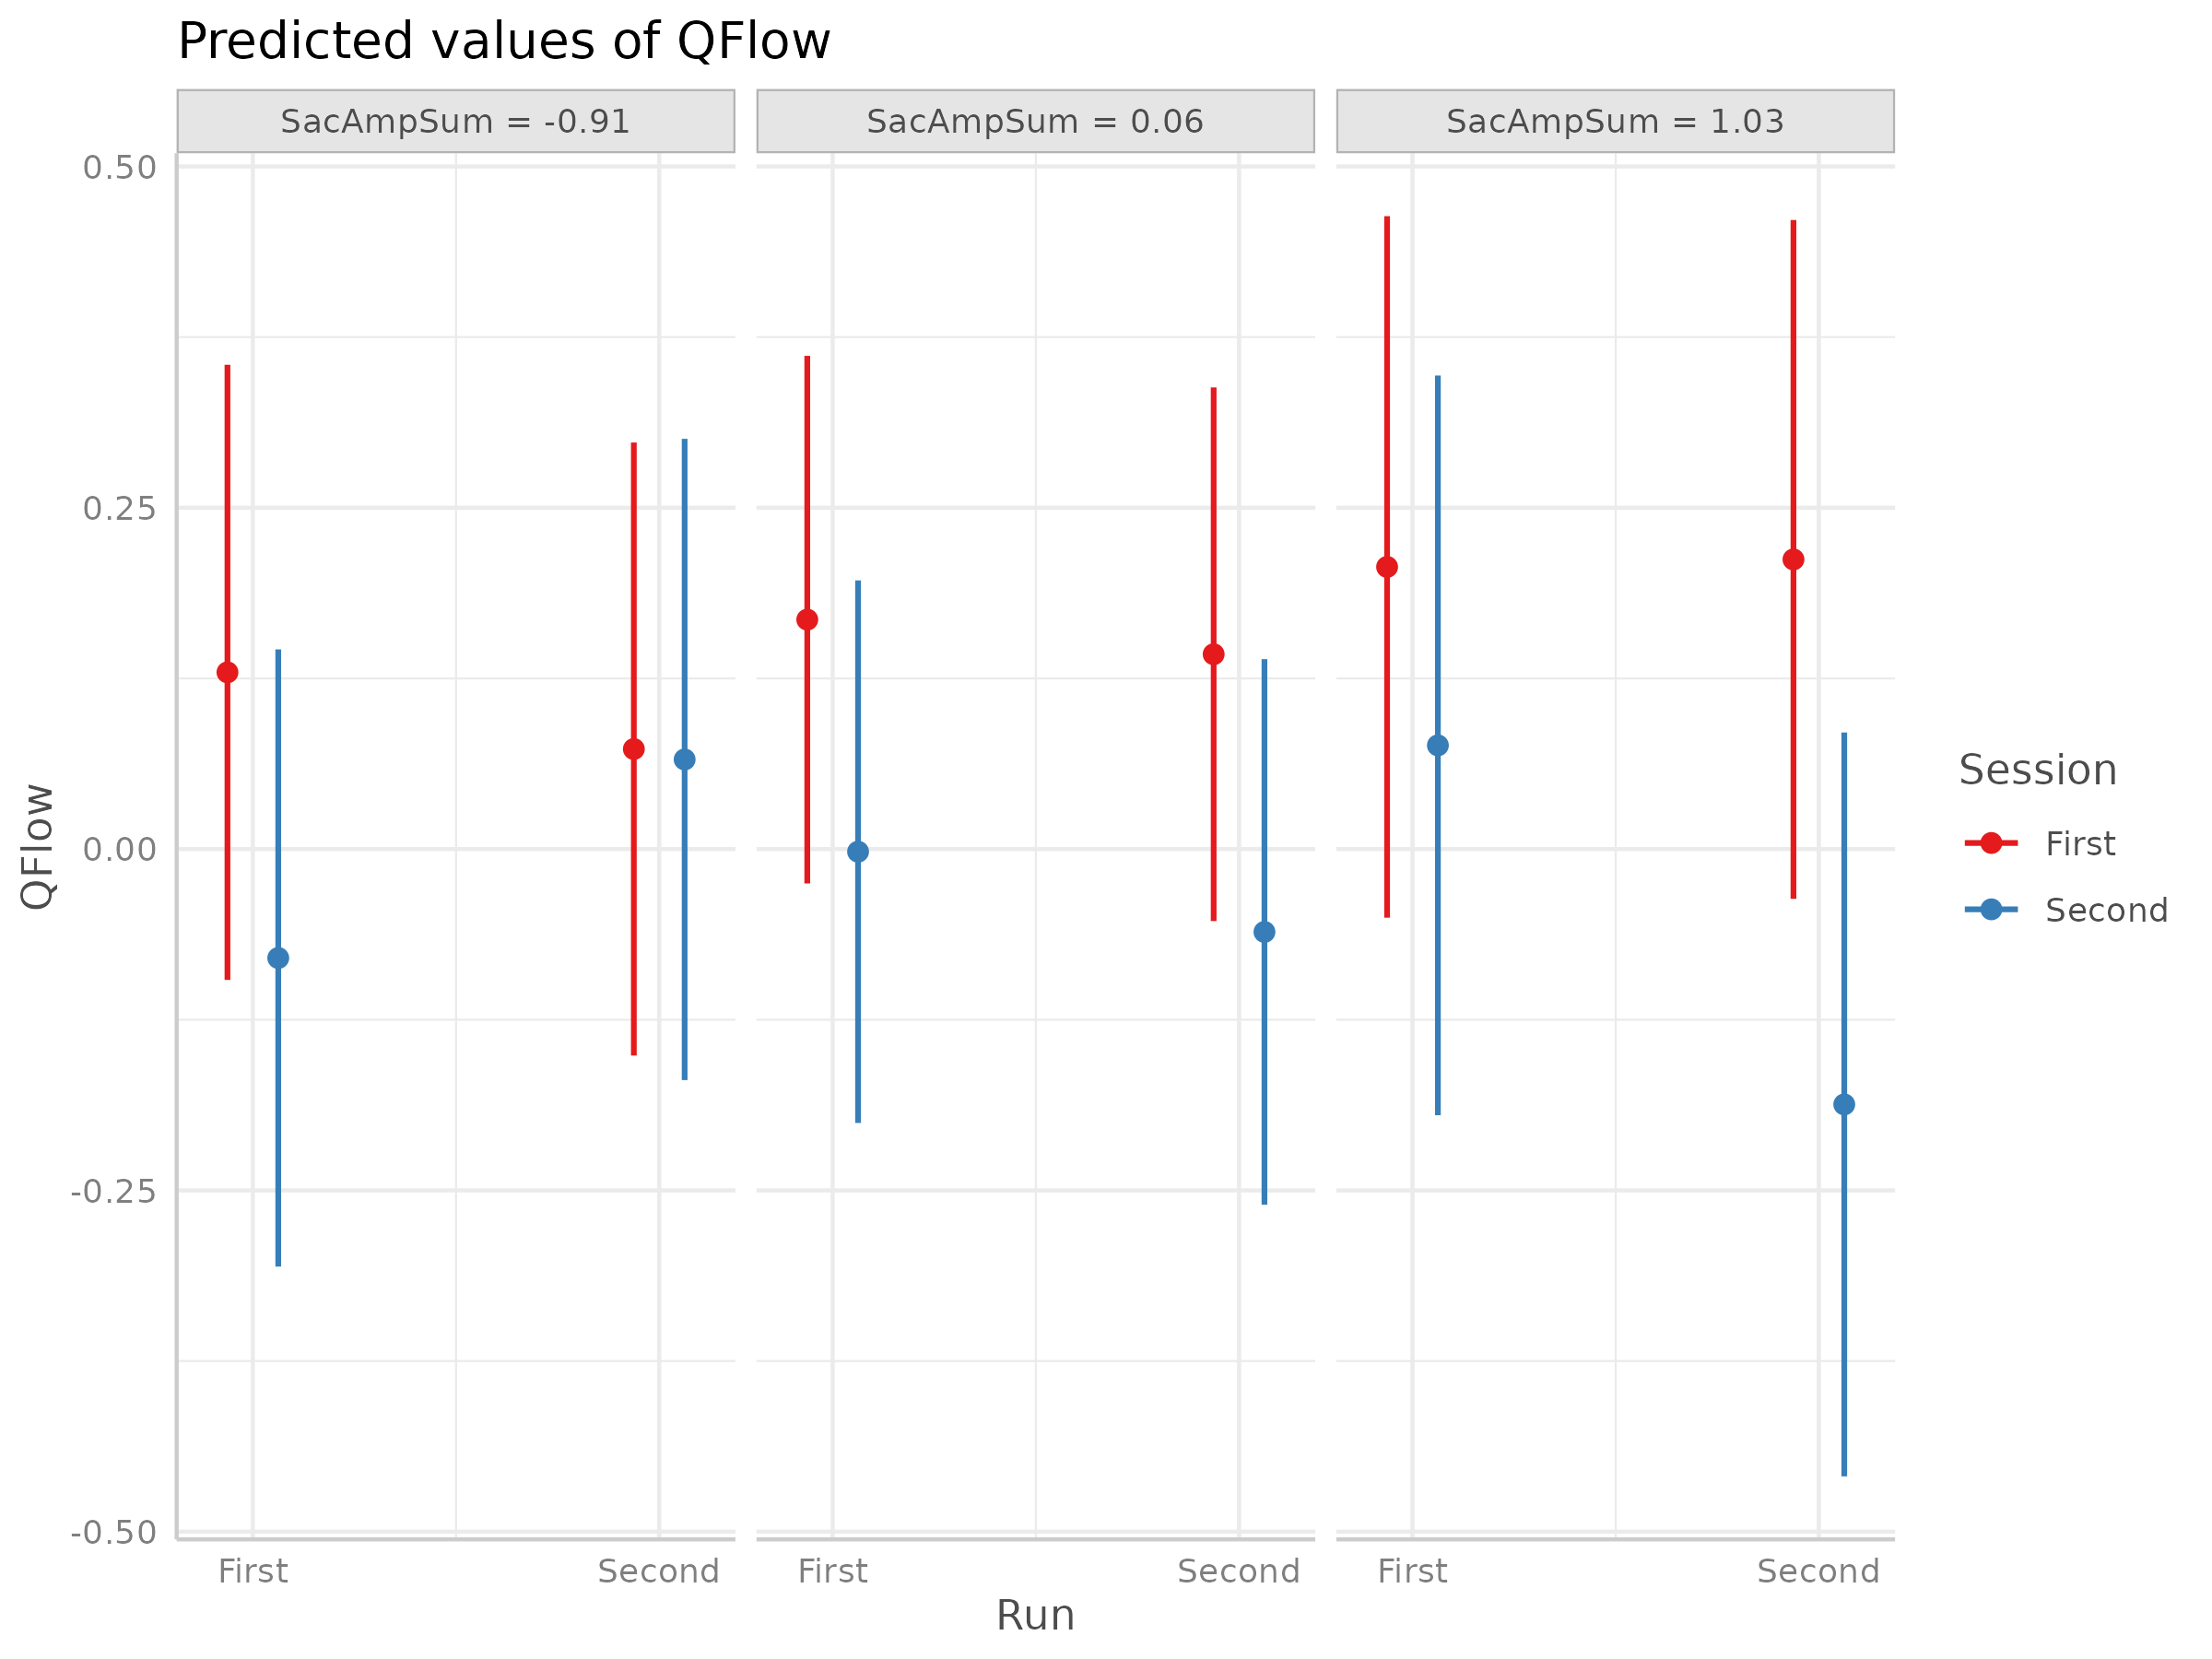 Predicted values of QFlow
SacAmpSum = -0.91
SacAmpSum = 0.06
SacAmpSum = 1.03
0.50
0.25
0.00
-0.25
-0.50
QFlow
First
Second
First
Second
First
Second
Run
Session
First
Second